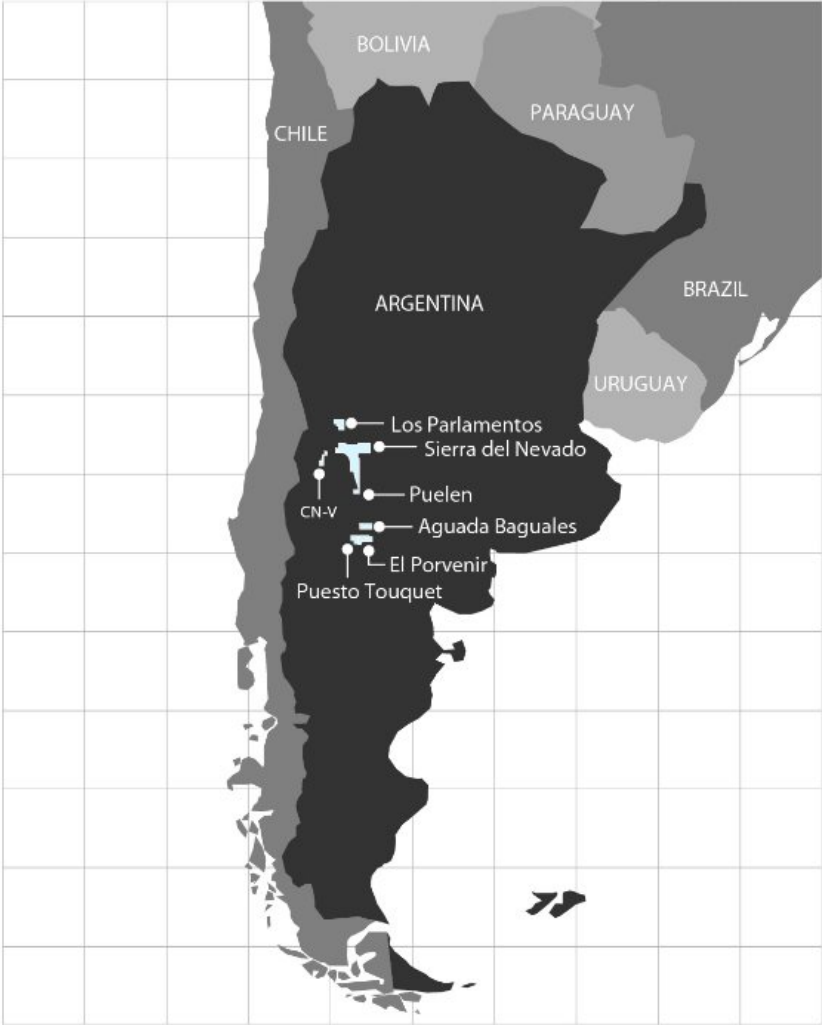 BOLIVIA
PARAGUAY
CHILE
BRAZIL
ARGENTINA
URUGUAY
Los Parlamentos
Sierra del Nevado
Puelen
CN-V
Aguada Baguales
El Porvenir
Puesto Touquet